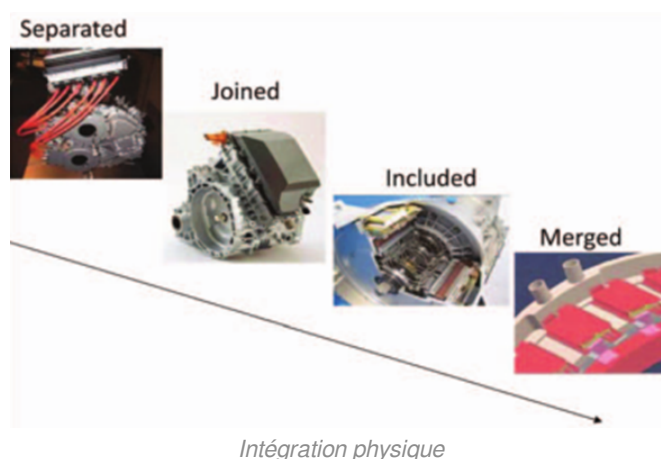 Separated
Joined
Included
Merged
Intégration physique